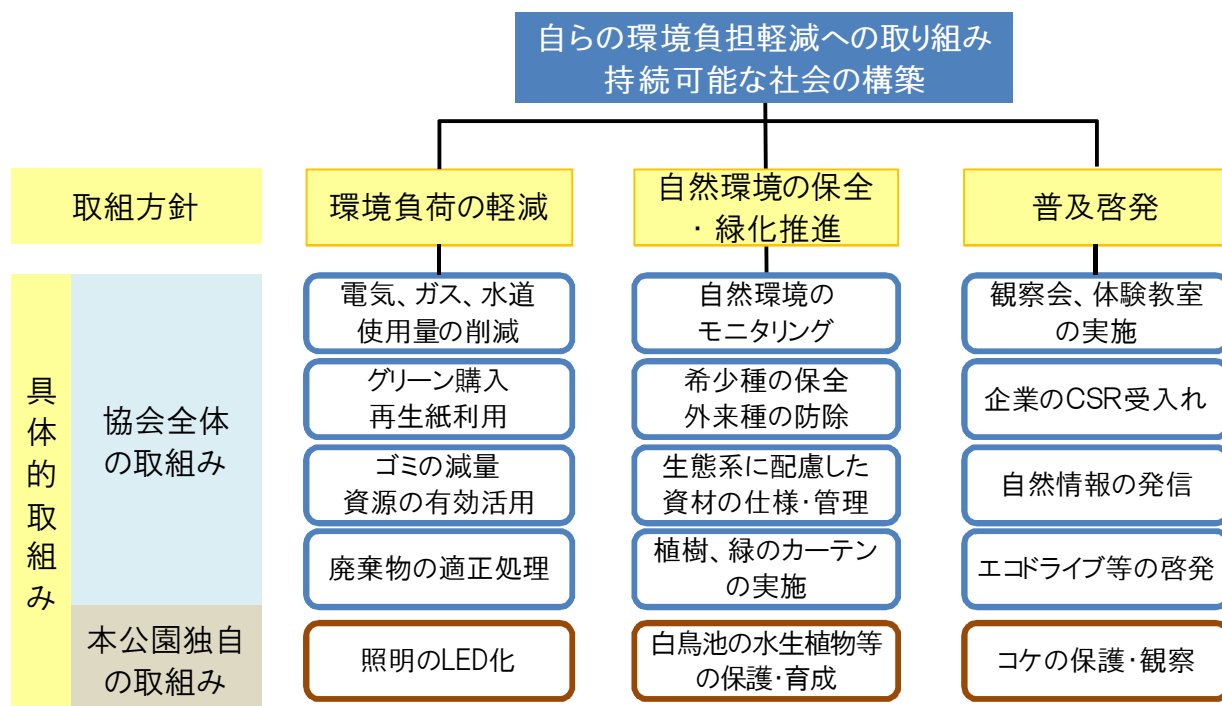 自らの環境負担軽減への取り組み
持続可能な社会の構築
取組方針
環境負荷の軽減
自然環境の保全
・緑化推進
普及啓発
具体的取組み
協会全体
の取組み
電気、ガス、水道
使用量の削減
自然環境の
モニタリング
観察会、体験教室
の実施
グリーン購入
再生紙利用
希少種の保全
外来種の防除
企業のCSR受入れ
ゴミの減量
資源の有効活用
生態系に配慮した
資材の仕様・管理
自然情報の発信
廃棄物の適正処理
植樹、緑のカーテン
の実施
エコドライブ等の啓発
本公園独自
の取組み
照明のLED化
白鳥池の水生植物等
の保護・育成
コケの保護・観察